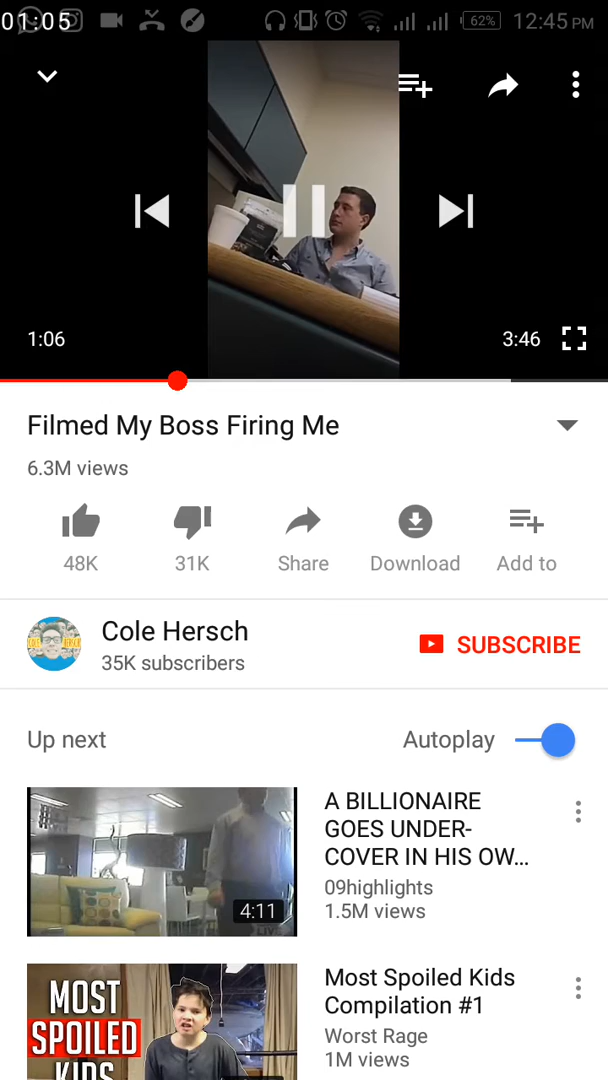 01:05
62%
12:45 PM
1:06
3:46
Filmed My Boss Firing Me
6.3M views
48K
31K
Share
Download
Add to
Cole Hersch
35K subscribers
SUBSCRIBE
Up next
Autoplay
4:11
A BILLIONAIRE
GOES UNDER-
COVER IN HIS OW...
09highlights
1.5M views
MOST
SPOILED
KIDS
Most Spoiled Kids
Compilation #1
Worst Rage
1M views